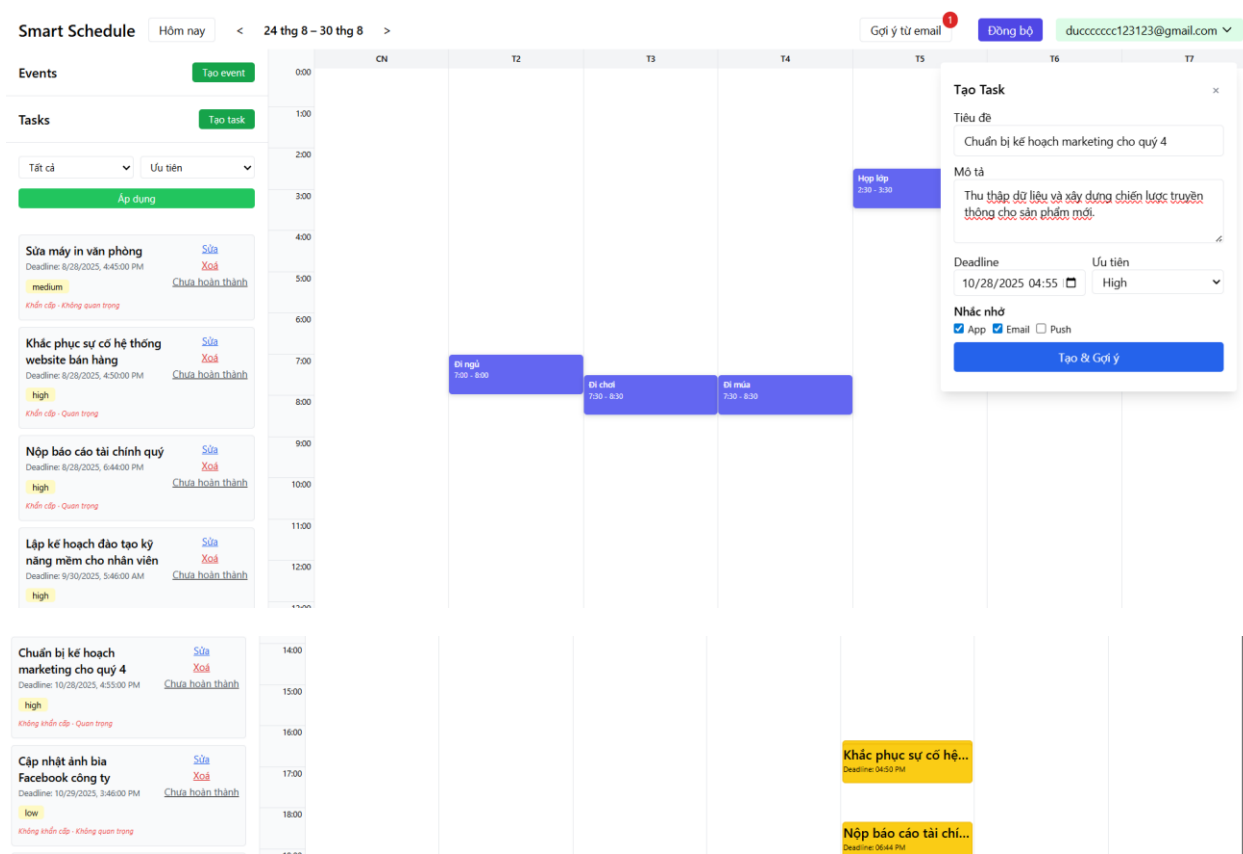 Smart Schedule
Hôm nay
<
24 thg 8 – 30 thg 8
>
Gợi ý từ email
1
Đồng bộ
ducccccc123123@gmail.com
Events
Tạo event
Tasks
Tạo task
Tất cả
Ưu tiên
Áp dụng
Sửa máy in văn phòng
Sửa
Deadline: 8/28/2025, 4:45:00 PM
Xoá
medium
Chưa hoàn thành
Khẩn cấp - Không quan trọng
Khắc phục sự cố hệ thống
website bán hàng
Sửa
Xoá
Deadline: 8/28/2025, 4:50:00 PM
Chưa hoàn thành
high
Khẩn cấp - Quan trọng
Nộp báo cáo tài chính quý
Sửa
Deadline: 8/28/2025, 6:44:00 PM
Xoá
high
Chưa hoàn thành
Khẩn cấp - Quan trọng
Lập kế hoạch đào tạo kỹ
năng mềm cho nhân viên
Sửa
Xoá
Deadline: 9/30/2025, 5:46:00 AM
Chưa hoàn thành
high
CN
T2
T3
T4
T5
T6
T7
0:00
1:00
2:00
3:00
4:00
5:00
6:00
7:00
8:00
9:00
10:00
11:00
12:00
13:00
Đi ngủ
7:00 - 8:00
Đi chơi
7:30 - 8:30
Đi múa
7:30 - 8:30
Họp lớp
2:30 - 3:30
Tạo Task
×
Tiêu đề
Chuẩn bị kế hoạch marketing cho quý 4
Mô tả
Thu thập dữ liệu và xây dựng chiến lược truyền
thông cho sản phẩm mới.
Deadline
Ưu tiên
10/28/2025 04:55
High
Nhắc nhở
App
Email
Push
Tạo & Gợi ý
Chuẩn bị kế hoạch
marketing cho quý 4
Sửa
Xoá
Deadline: 10/28/2025, 4:55:00 PM
Chưa hoàn thành
high
Không khẩn cấp - Quan trọng
Cập nhật ảnh bìa
Facebook công ty
Sửa
Xoá
Deadline: 10/29/2025, 3:46:00 PM
Chưa hoàn thành
low
Không khẩn cấp - Không quan trọng
14:00
15:00
16:00
17:00
18:00
19:00
Khắc phục sự cố hệ...
Deadline: 04:50 PM
Nộp báo cáo tài chí...
Deadline: 06:44 PM